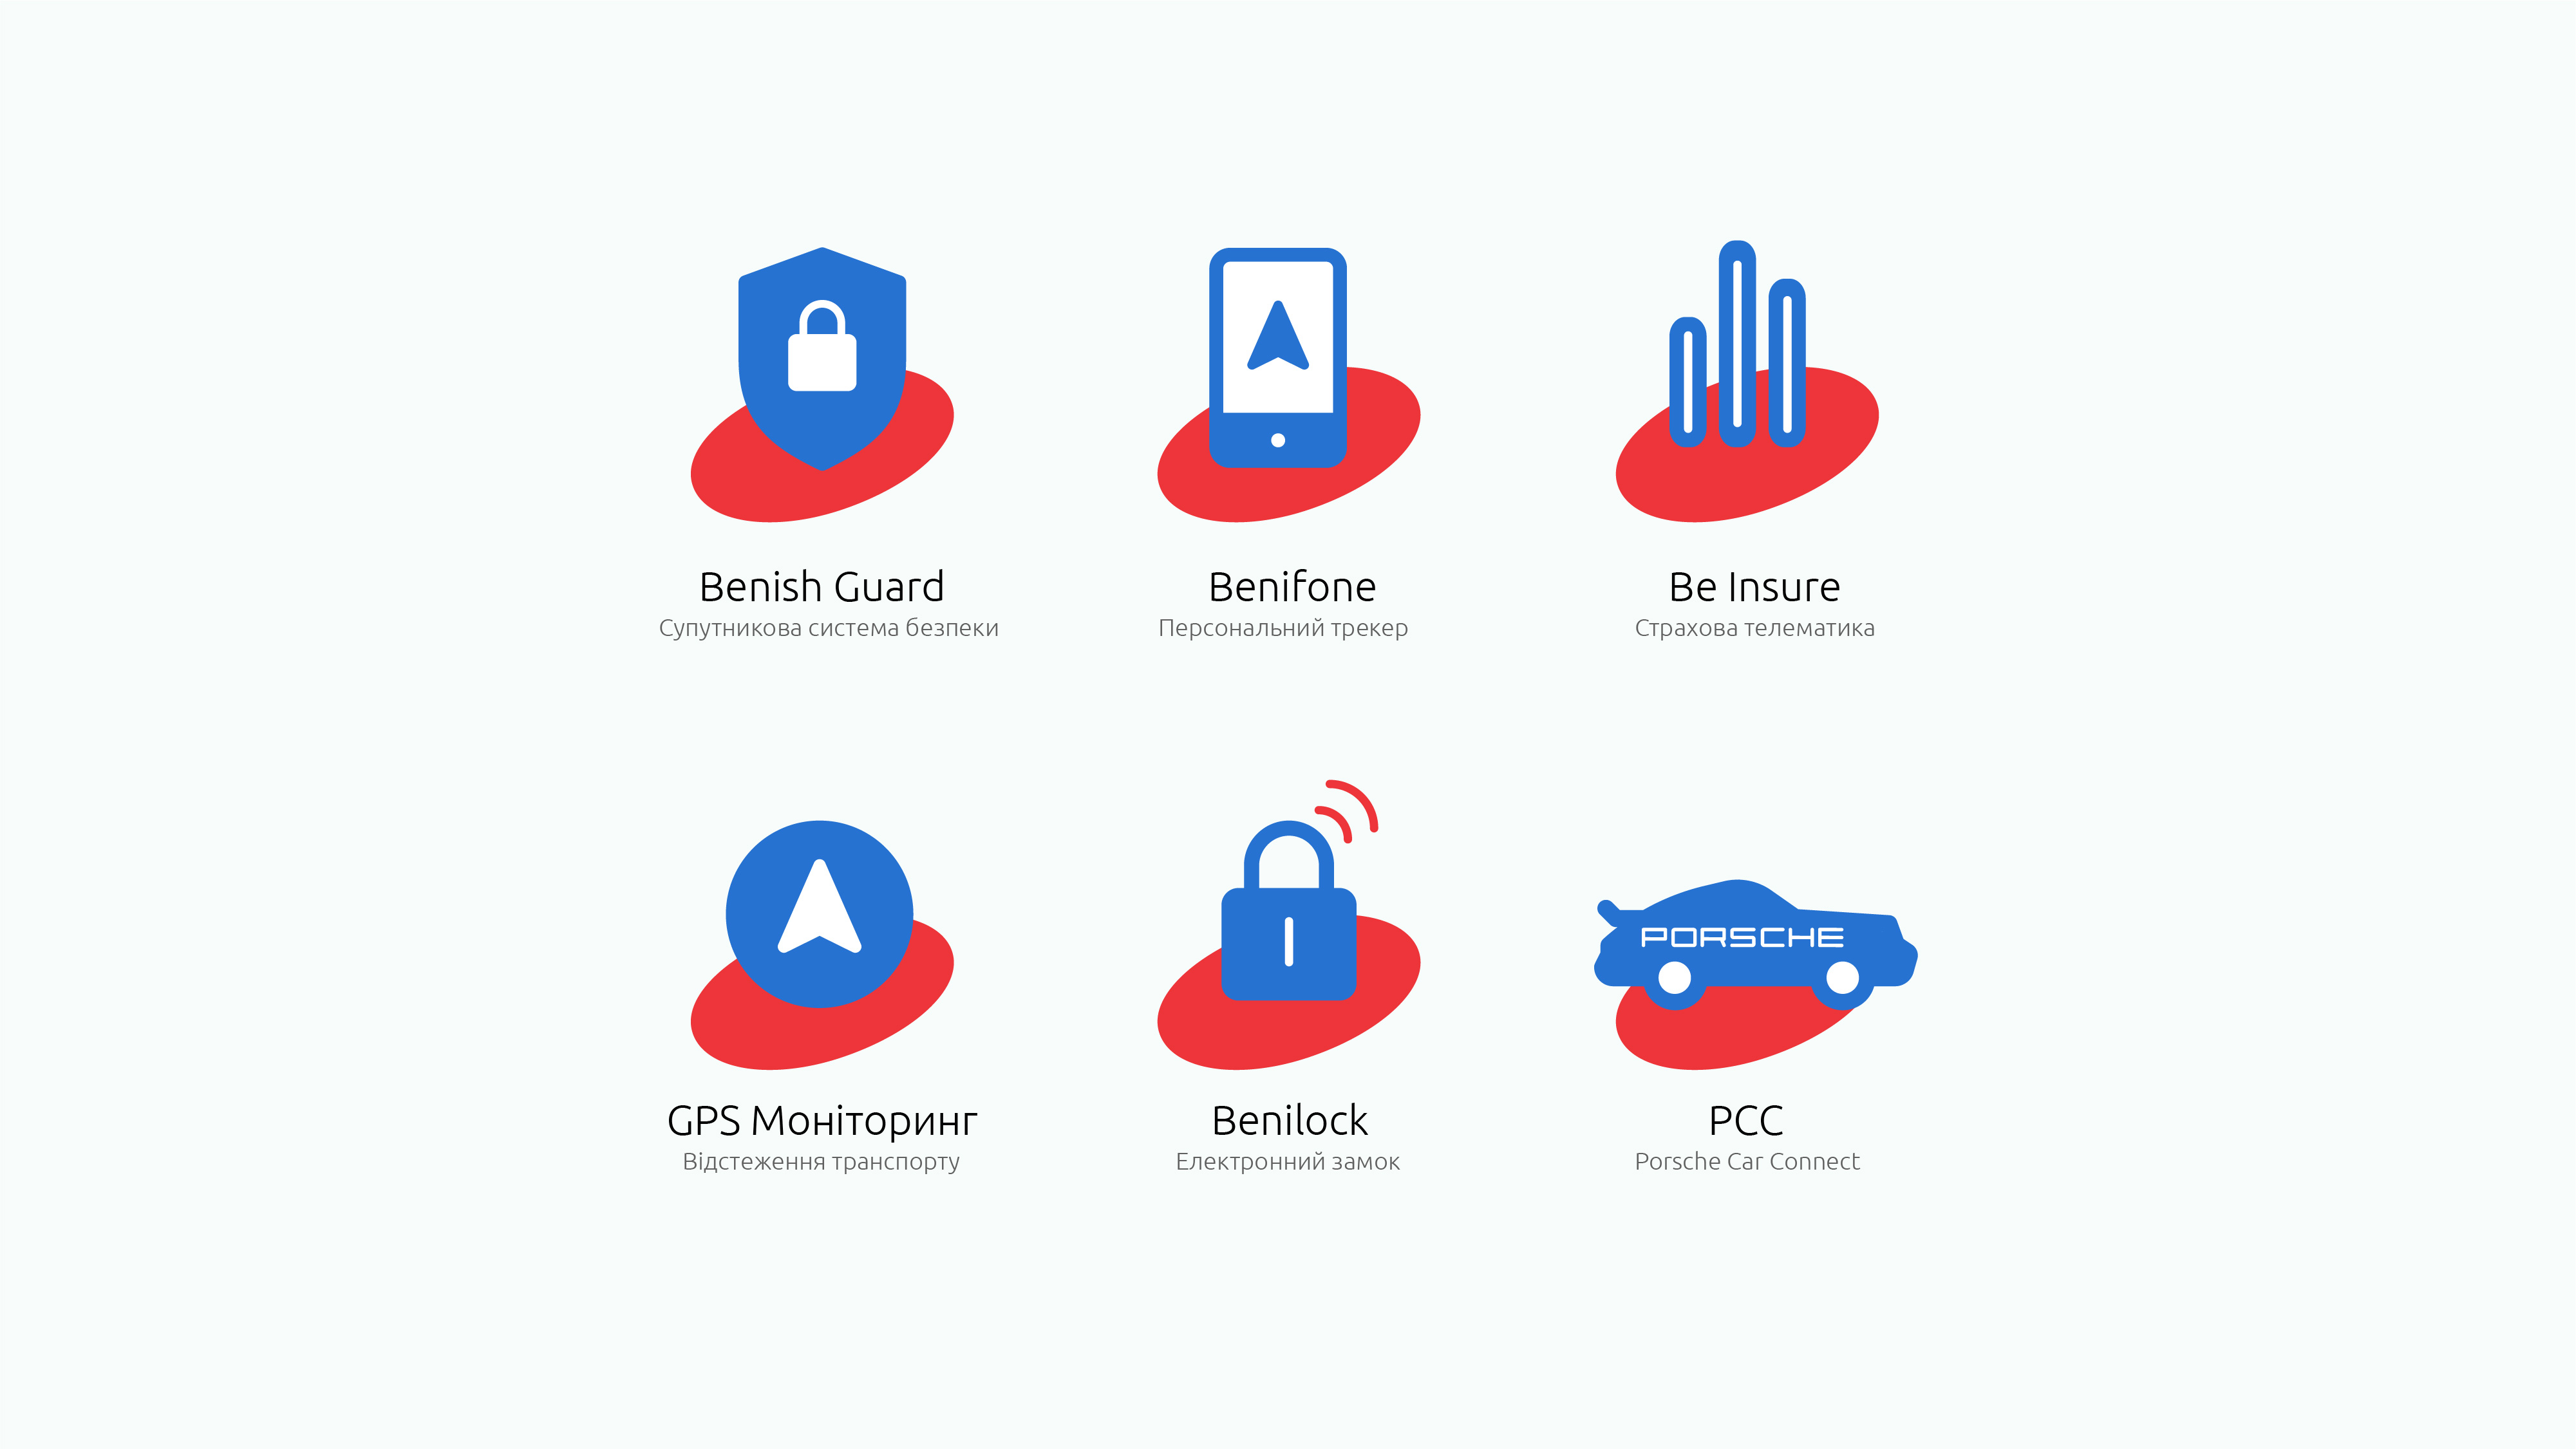 Benish Guard
Супутникова система безпеки
Benifone
Персональний трекер
Be Insure
Страхова телематика
GPS Моніторинг
Відстеження транспорту
Benilock
Електронний замок
PORSCHE
PCC
Porsche Car Connect